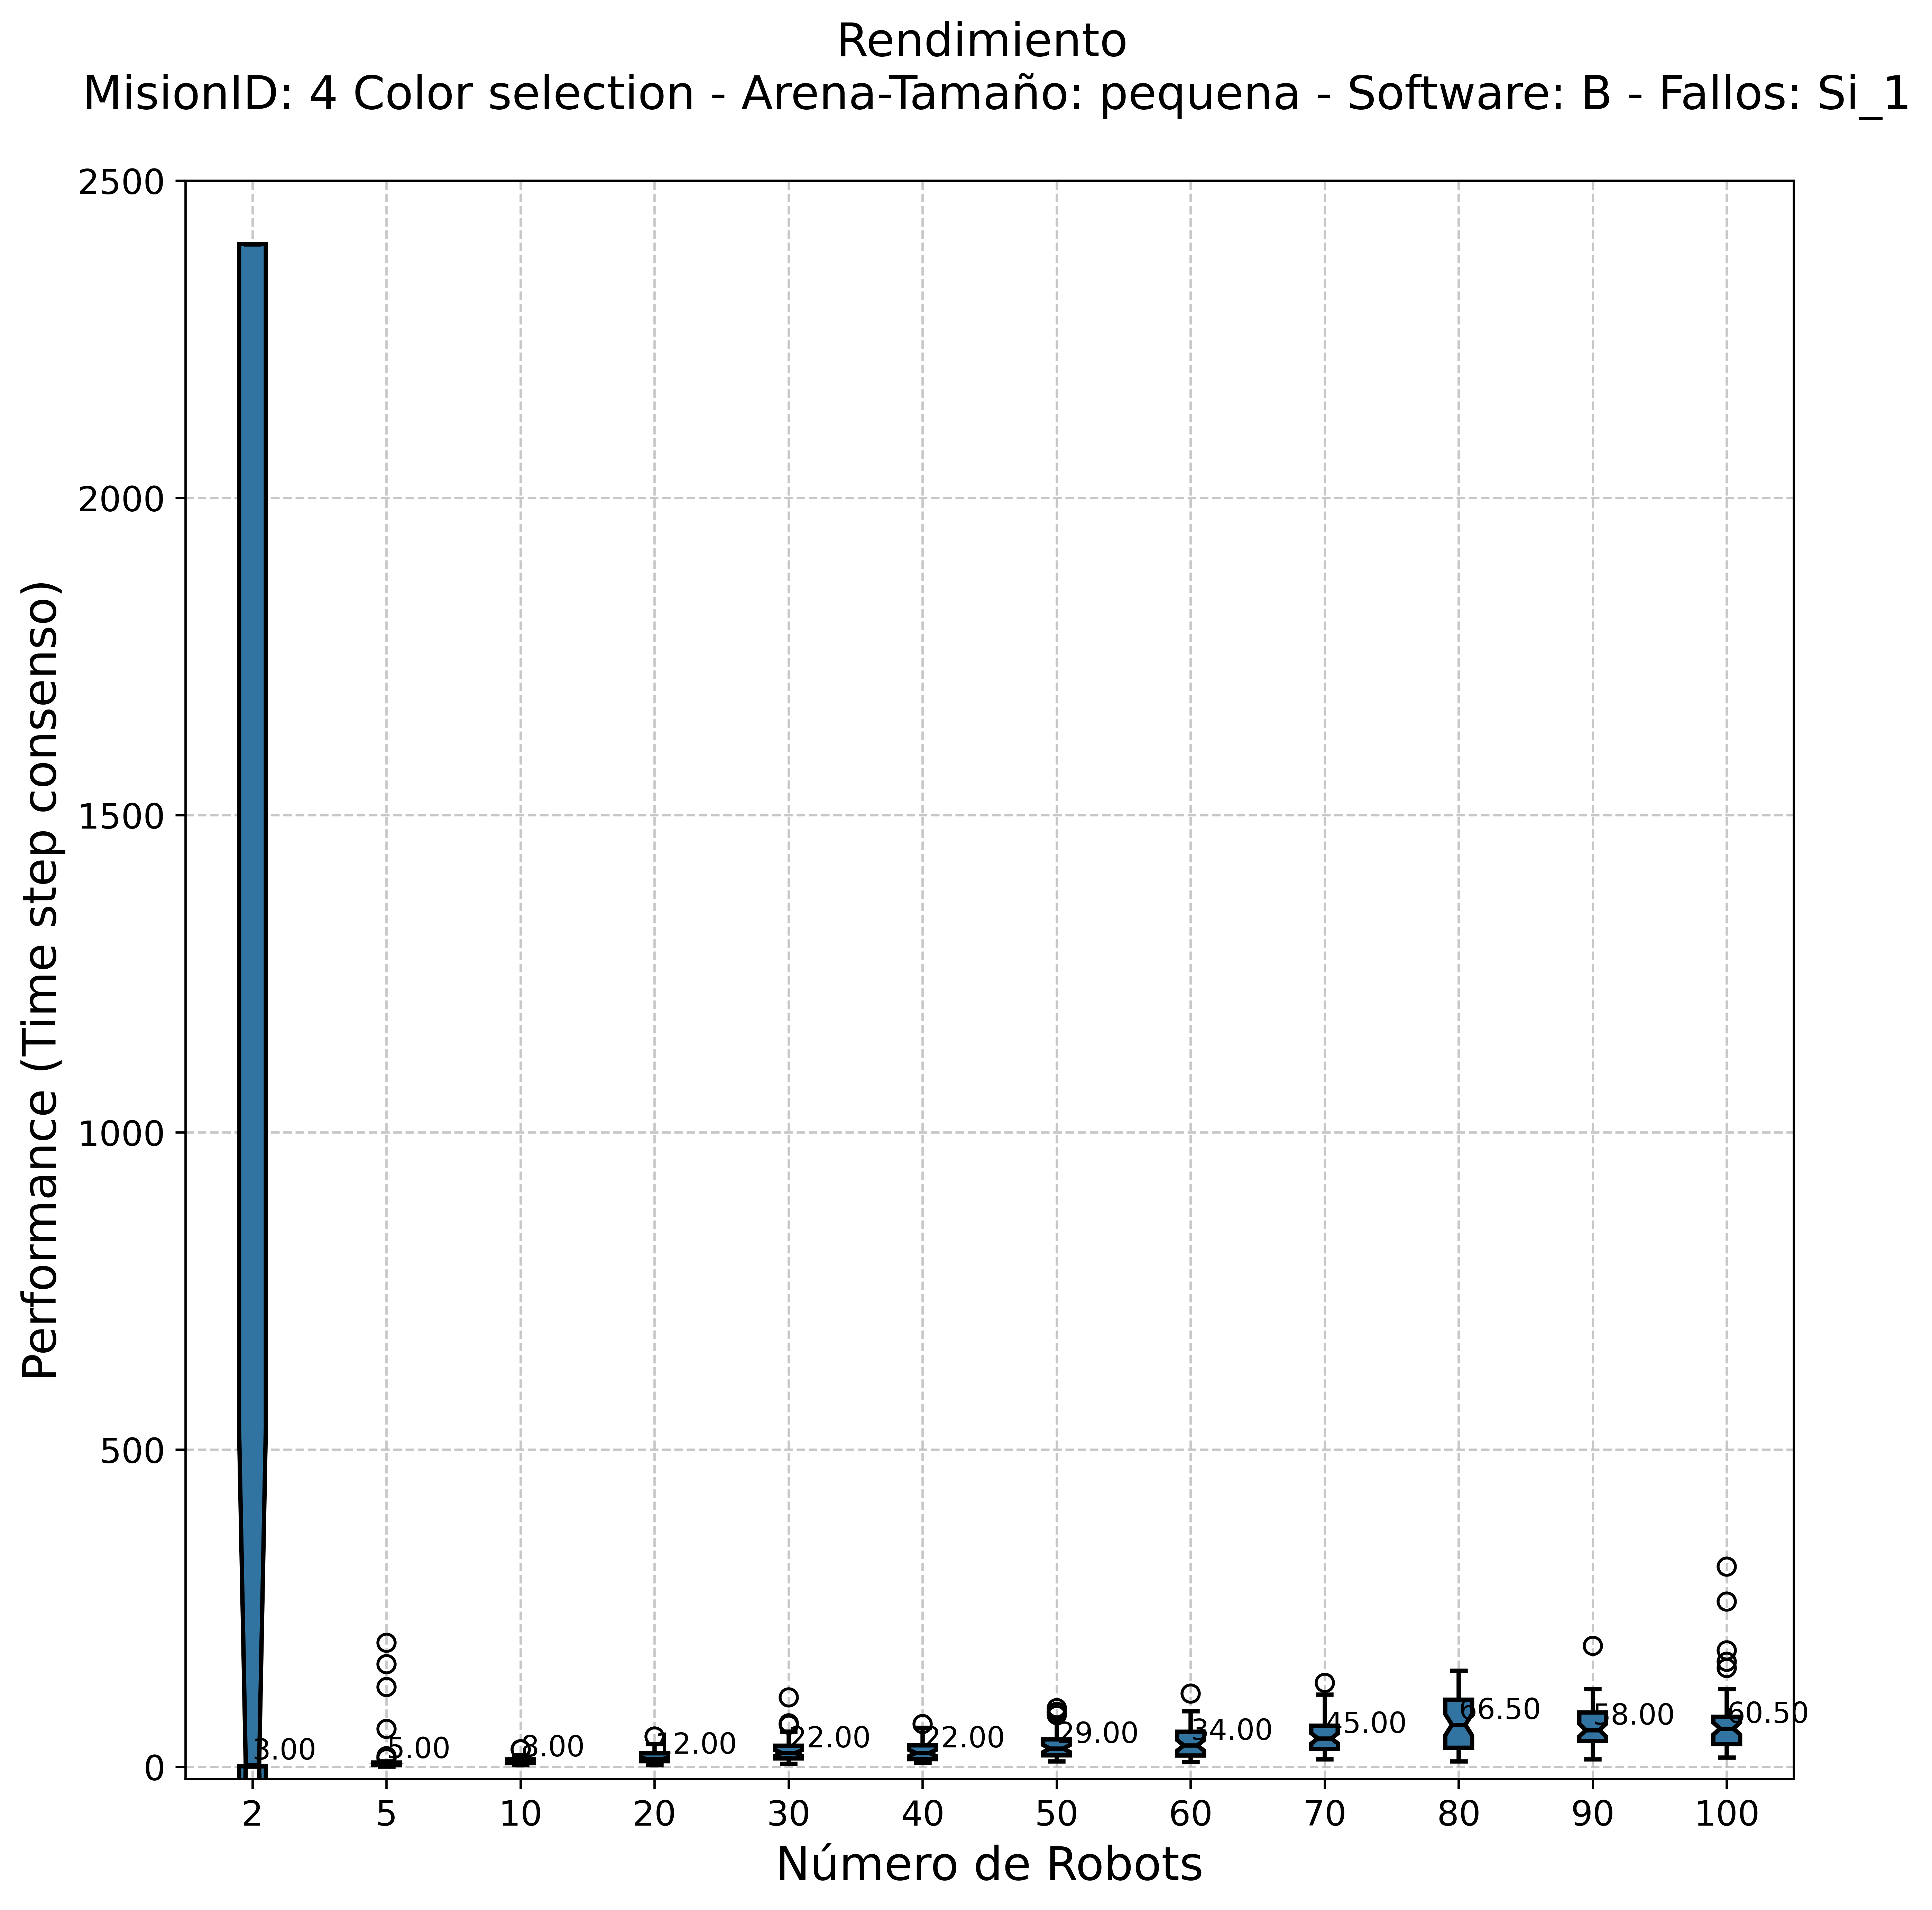 Rendimiento
MisionID: 4 Color selection - Arena-Tamaño: pequena - Software: B - Fallos: Si_1
Performance (Time step consenso)
2500
2000
1500
1000
500
0
3.00 5.00 8.00 12.00 22.00 22.00 29.00 34.00 45.00 66.50 58.00 60.50
2 5 10 20 30 40 50 60 70 80 90 100
Número de Robots